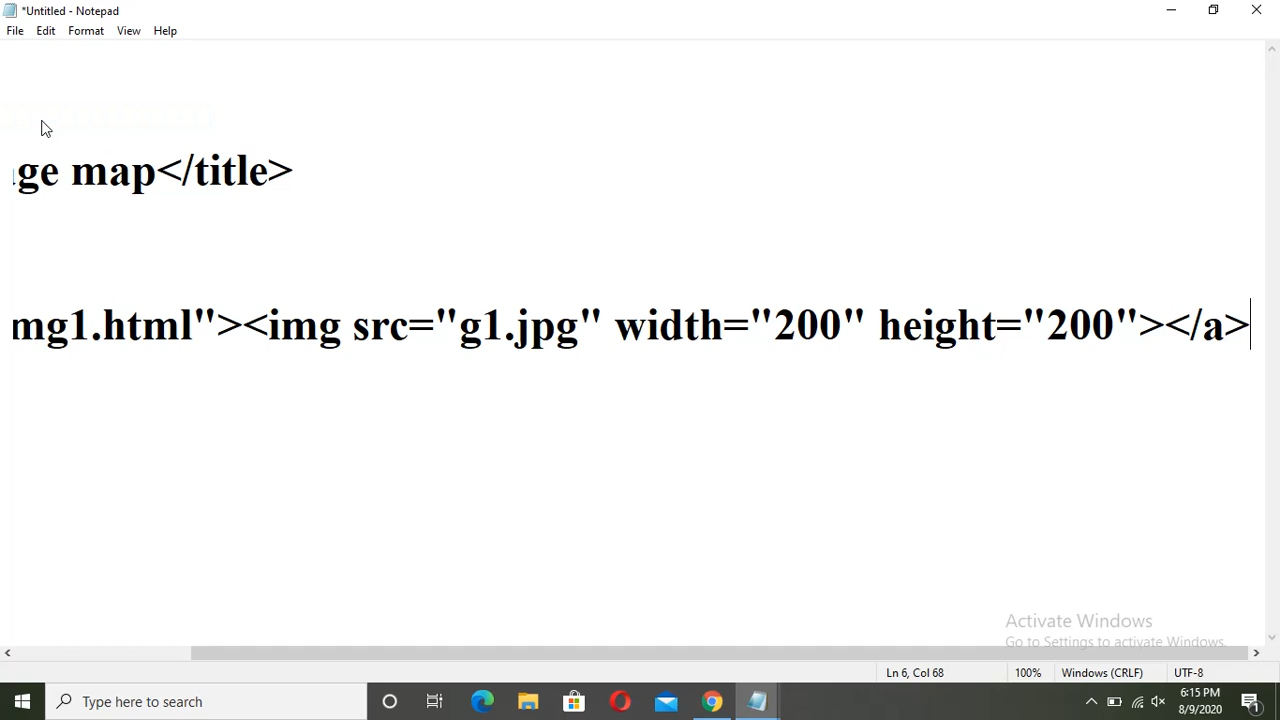 *Untitled - Notepad
File Edit Format View Help
ge map</title>
mg1.html"><img src="g1.jpg" width="200" height="200"></a>
Activate Windows
Go to Settings to activate Windows.
Ln 6, Col 68 100% Windows (CRLF) UTF-8
Type here to search
6:15 PM
8/9/2020
1